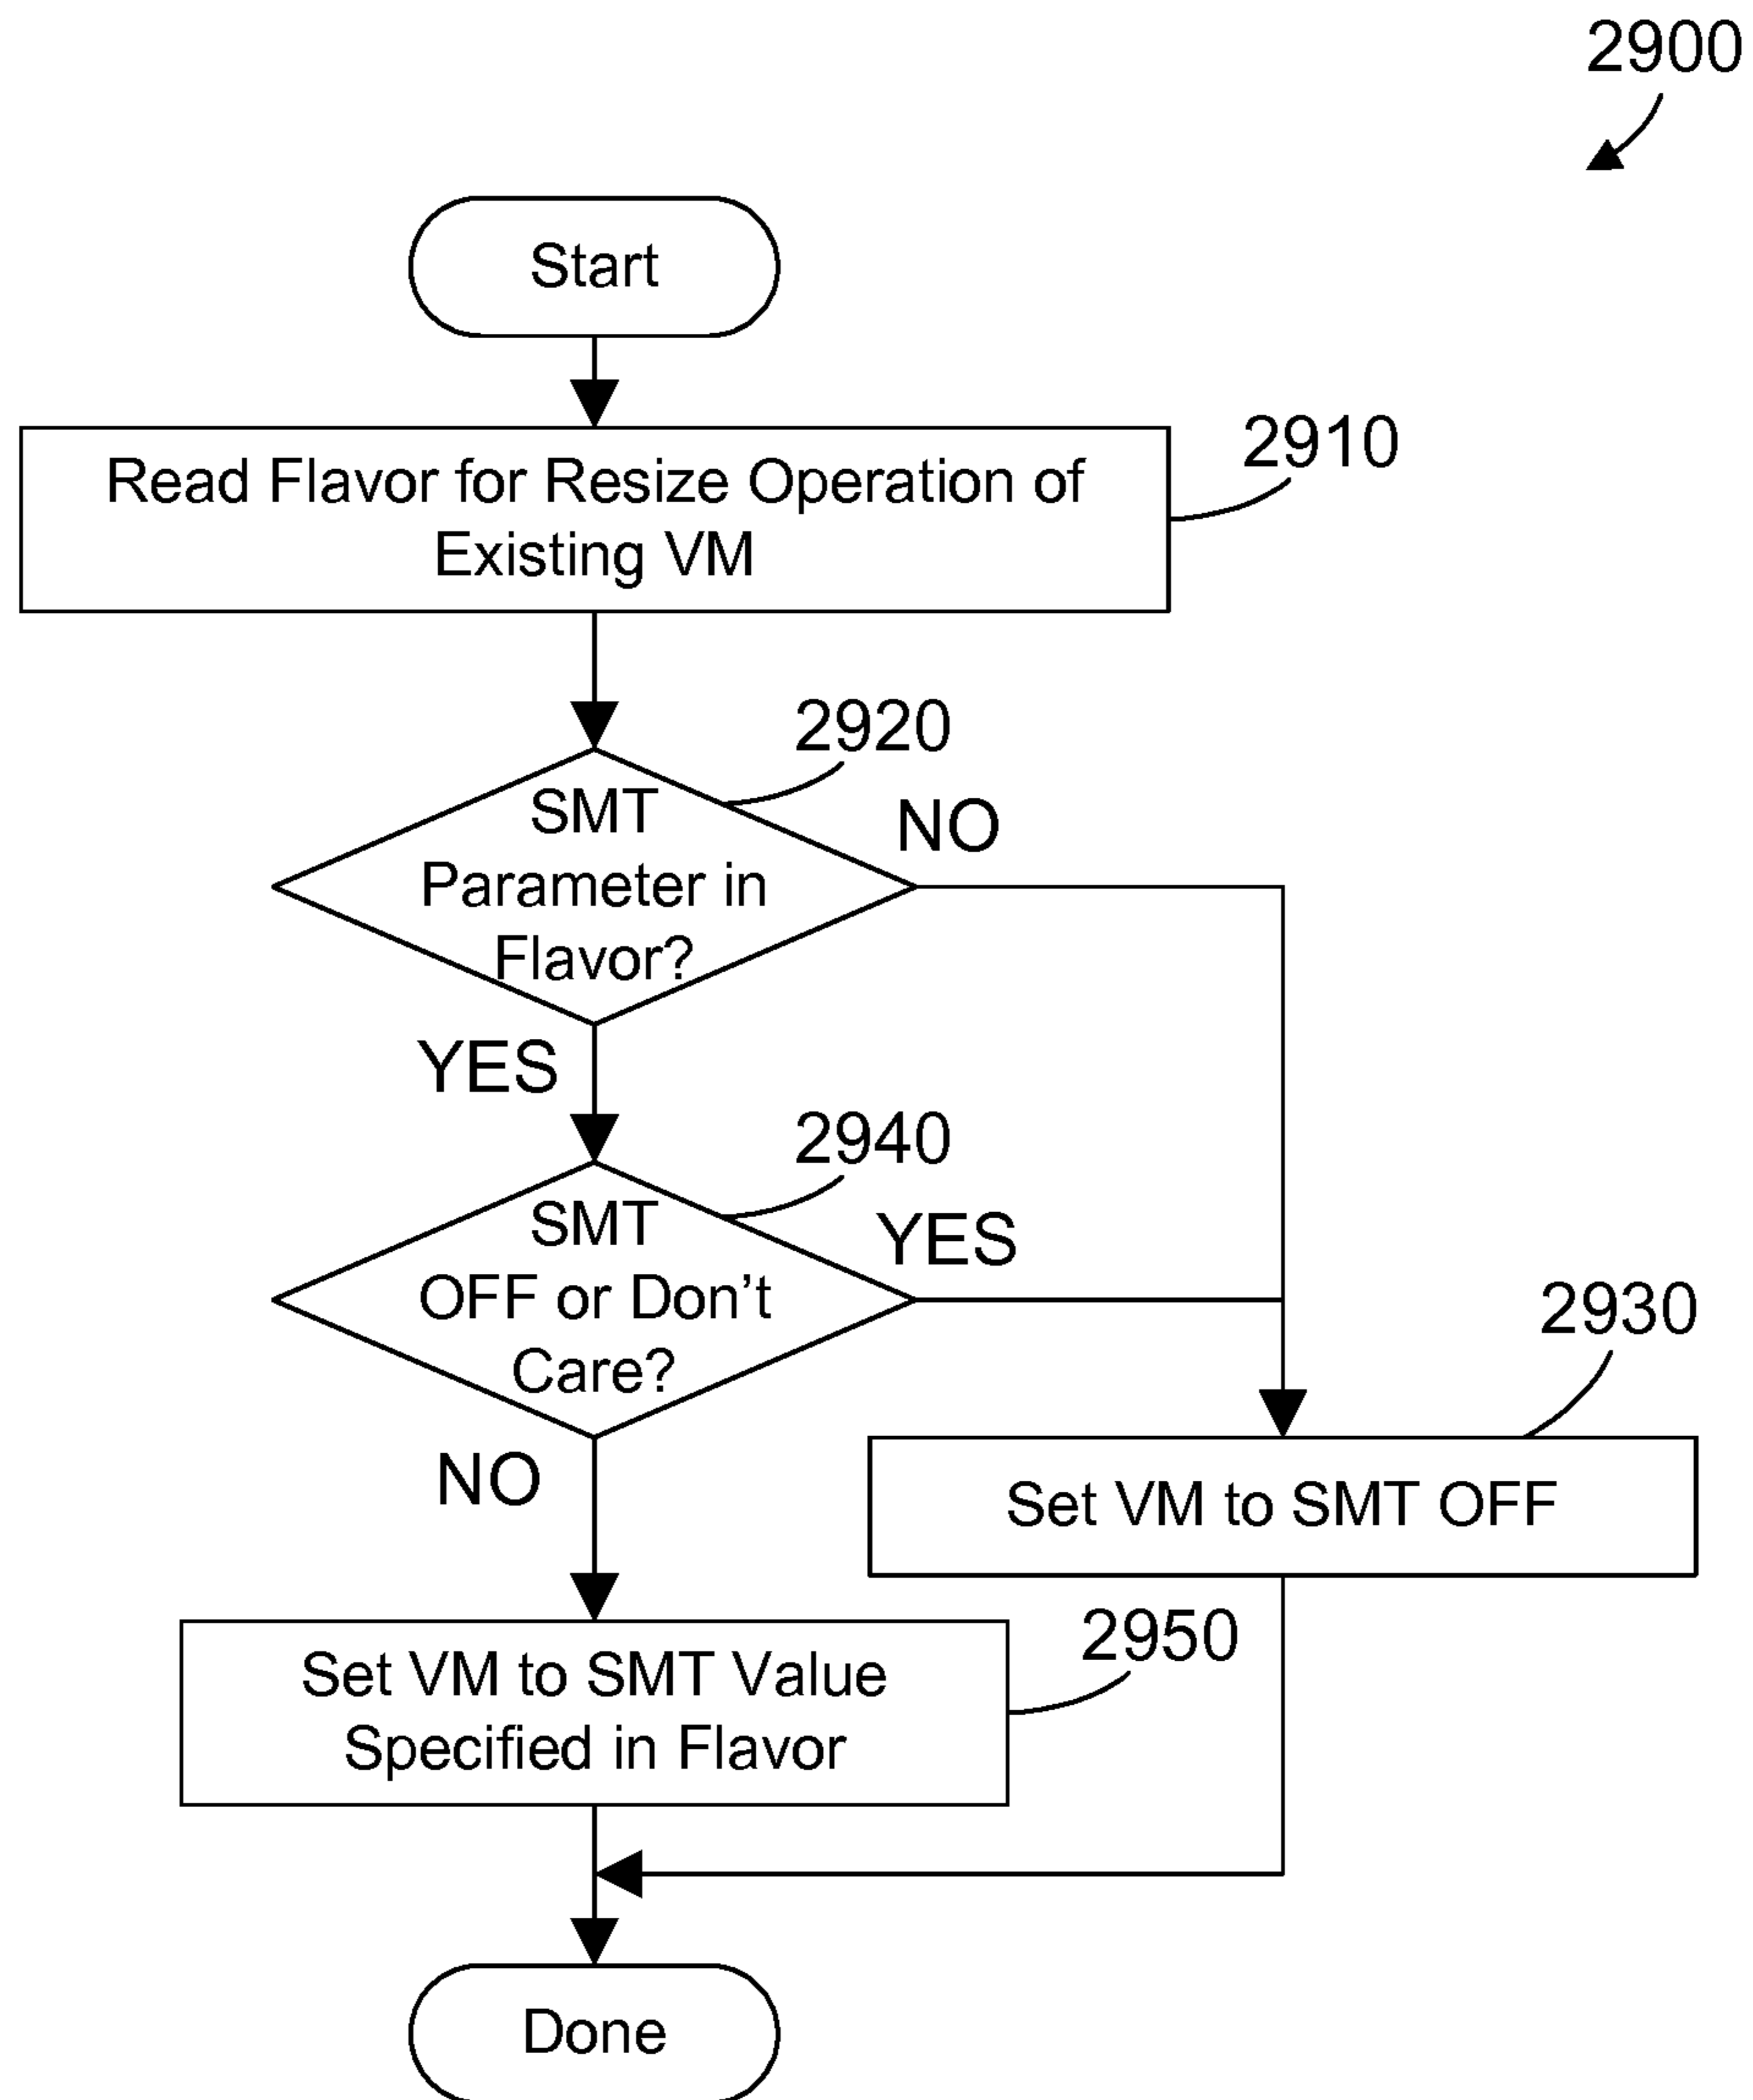 2900
Start
Read Flavor for Resize Operation of
Existing VM
2910
2920
SMT
Parameter in
Flavor?
NO
YES
2940
SMT
OFF or Don't
Care?
YES
NO
2930
Set VM to SMT OFF
2950
Set VM to SMT Value
Specified in Flavor
Done